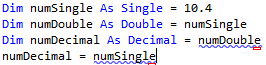 Dim numSingle As Single = 10.4
Dim numDouble As Double = numSingle
Dim numDecimal As Decimal = numDouble
numDecimal = numSingle